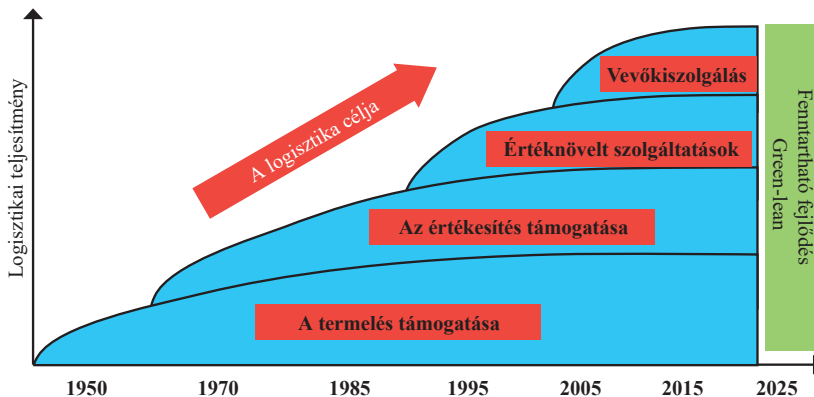 Logisztikai teljesítmény
A logisztika célja
Vevőkiszolgálás
Értéknövelt szolgáltatások
Az értékesítés támogatása
A termelés támogatása
Fenntartható fejlődés
Green-lean
1950 1970 1985 1995 2005 2015 2025